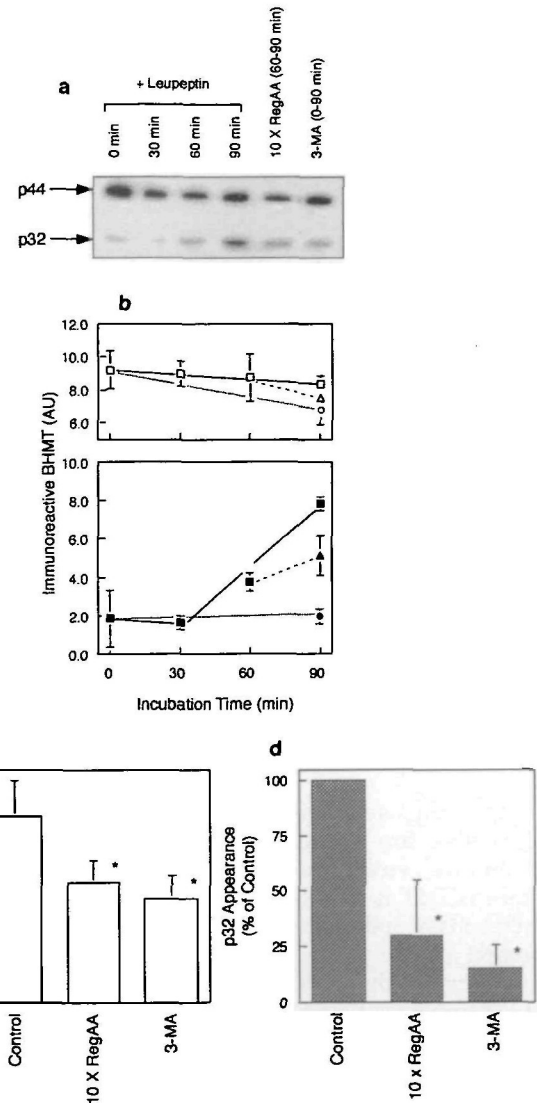 a
+ Leupeptin
0 min
30 min
60 min
90 min
10 X RegAA (60-90 min)
3-MA (0-90 min)
p44
p32
b
Immunoreactive BHMT (AU)
12.0
10.0
8.0
6.0
10.0
8.0
6.0
4.0
2.0
0.0
0
30
60
90
Incubation Time (min)
Control
10 X RegAA
3-MA
*
*
d
p32 Appearance
(% of Control)
100
75
50
25
0
*
*
Control
10 x RegAA
3-MA